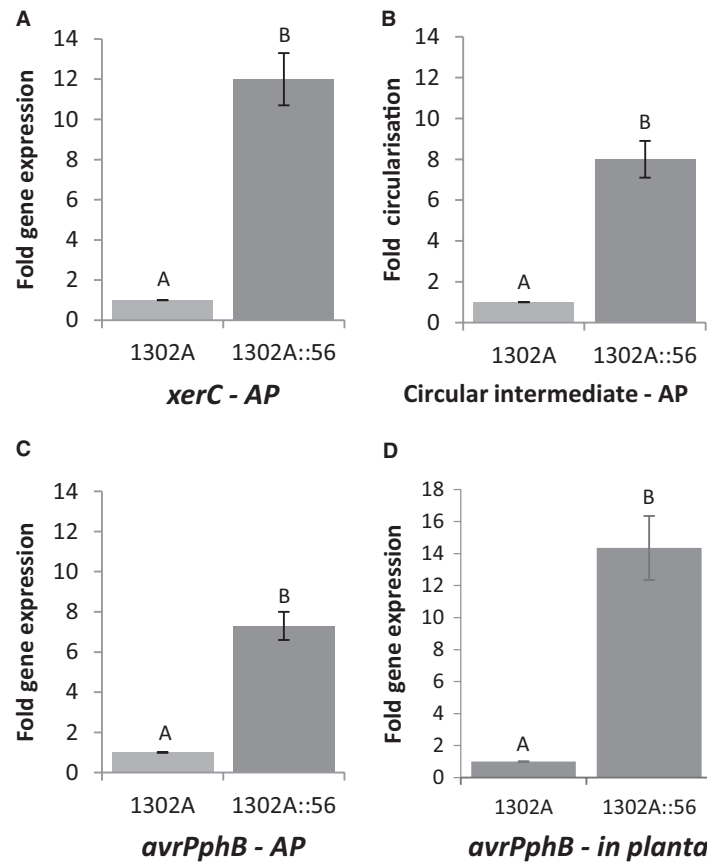 A
14
12
10
8
6
4
2
0
Fold gene expression
A
B
1302A
1302A::56
xerC - AP
B
14
12
10
8
6
4
2
0
Fold circularisation
A
B
1302A
1302A::56
Circular intermediate - AP
C
14
12
10
8
6
4
2
0
Fold gene expression
A
B
1302A
1302A::56
avrPphB - AP
D
18
16
14
12
10
8
6
4
2
0
Fold gene expression
A
B
1302A
1302A::56
avrPphB - in planta